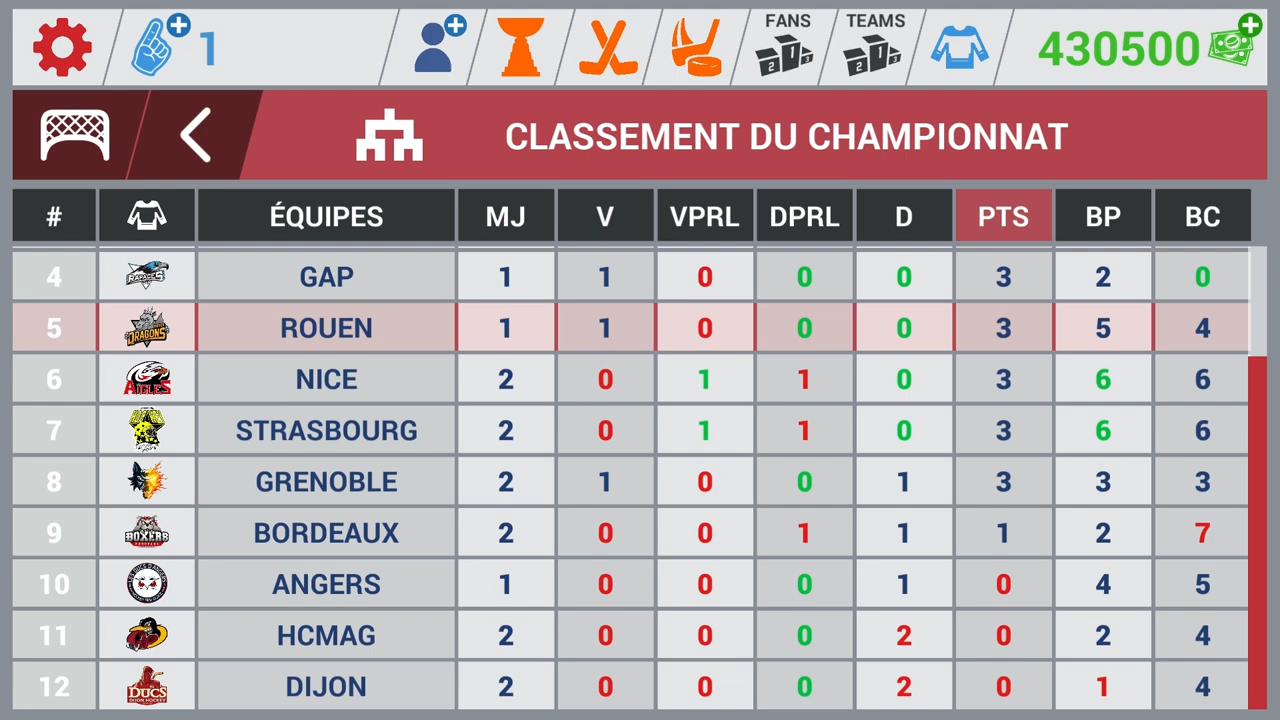 1 FANS TEAMS 430500
CLASSEMENT DU CHAMPIONNAT
# ÉQUIPES MJ V VPRL DPRL D PTS BP BC
4 GAP 1 1 0 0 0 3 2 0
5 DRAGONS ROUEN 1 1 0 0 0 3 5 4
6 AIGLES NICE 2 0 1 1 0 3 6 6
7 STRASBOURG 2 0 1 1 0 3 6 6
8 GRENOBLE 2 1 0 0 1 3 3 3
9 BOXERS BORDEAUX 2 0 0 1 1 1 2 7
10 ANGERS 1 0 0 0 1 0 4 5
11 HCMAG 2 0 0 0 2 0 2 4
12 DUCS DIJON 2 0 0 0 2 0 1 4